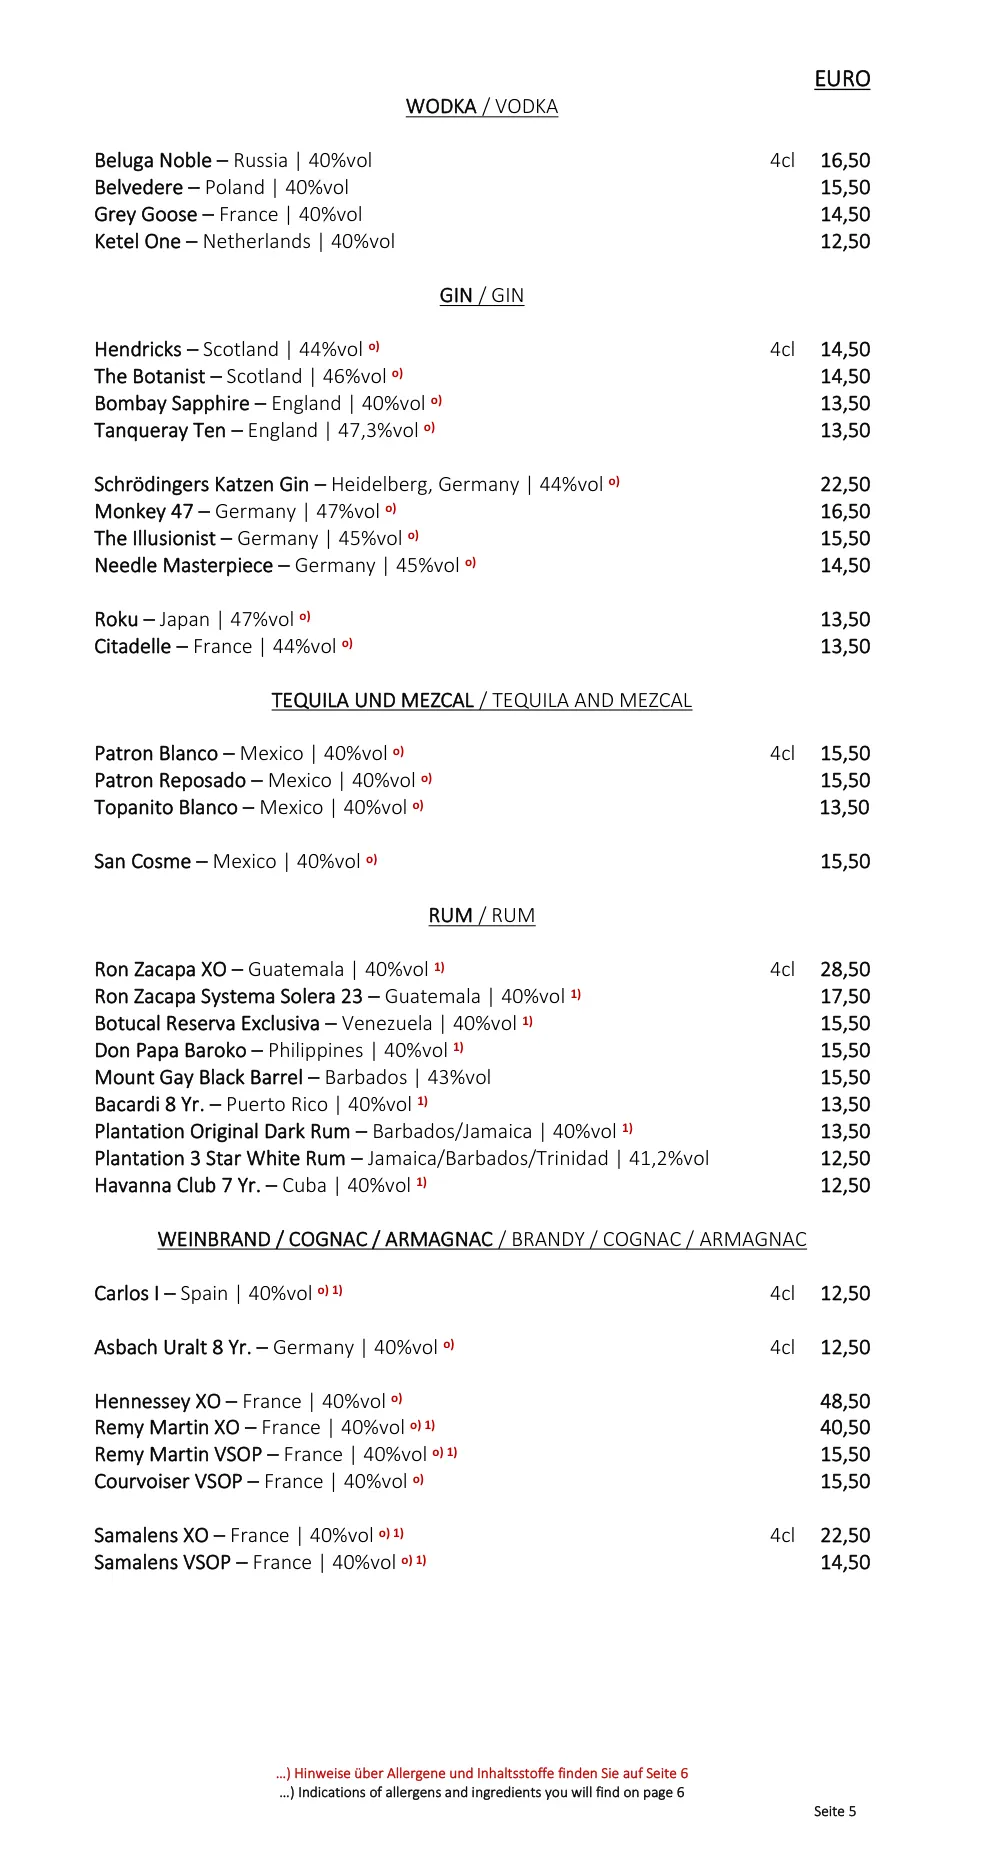 EURO
WODKA / VODKA
Beluga Noble – Russia | 40%vol 4cl 16,50
Belvedere – Poland | 40%vol 15,50
Grey Goose – France | 40%vol 14,50
Ketel One – Netherlands | 40%vol 12,50
GIN / GIN
Hendricks – Scotland | 44%vol o) 4cl 14,50
The Botanist – Scotland | 46%vol o) 14,50
Bombay Sapphire – England | 40%vol o) 13,50
Tanqueray Ten – England | 47,3%vol o) 13,50
Schrödingers Katzen Gin – Heidelberg, Germany | 44%vol o) 22,50
Monkey 47 – Germany | 47%vol o) 16,50
The Illusionist – Germany | 45%vol o) 15,50
Needle Masterpiece – Germany | 45%vol o) 14,50
Roku – Japan | 47%vol o) 13,50
Citadelle – France | 44%vol o) 13,50
TEQUILA UND MEZCAL / TEQUILA AND MEZCAL
Patron Blanco – Mexico | 40%vol o) 4cl 15,50
Patron Reposado – Mexico | 40%vol o) 15,50
Topanito Blanco – Mexico | 40%vol o) 13,50
San Cosme – Mexico | 40%vol o) 15,50
RUM / RUM
Ron Zacapa XO – Guatemala | 40%vol 1) 4cl 28,50
Ron Zacapa Systema Solera 23 – Guatemala | 40%vol 1) 17,50
Botucal Reserva Exclusiva – Venezuela | 40%vol 1) 15,50
Don Papa Baroko – Philippines | 40%vol 1) 15,50
Mount Gay Black Barrel – Barbados | 43%vol 15,50
Bacardi 8 Yr. – Puerto Rico | 40%vol 1) 13,50
Plantation Original Dark Rum – Barbados/Jamaica | 40%vol 1) 13,50
Plantation 3 Star White Rum – Jamaica/Barbados/Trinidad | 41,2%vol 12,50
Havanna Club 7 Yr. – Cuba | 40%vol 1) 12,50
WEINBRAND / COGNAC / ARMAGNAC / BRANDY / COGNAC / ARMAGNAC
Carlos I – Spain | 40%vol o) 1) 4cl 12,50
Asbach Uralt 8 Yr. – Germany | 40%vol o) 4cl 12,50
Hennessey XO – France | 40%vol o) 48,50
Remy Martin XO – France | 40%vol o) 1) 40,50
Remy Martin VSOP – France | 40%vol o) 1) 15,50
Courvoiser VSOP – France | 40%vol o) 15,50
Samalens XO – France | 40%vol o) 1) 4cl 22,50
Samalens VSOP – France | 40%vol o) 1) 14,50
...) Hinweise über Allergene und Inhaltsstoffe finden Sie auf Seite 6
...) Indications of allergens and ingredients you will find on page 6
Seite 5